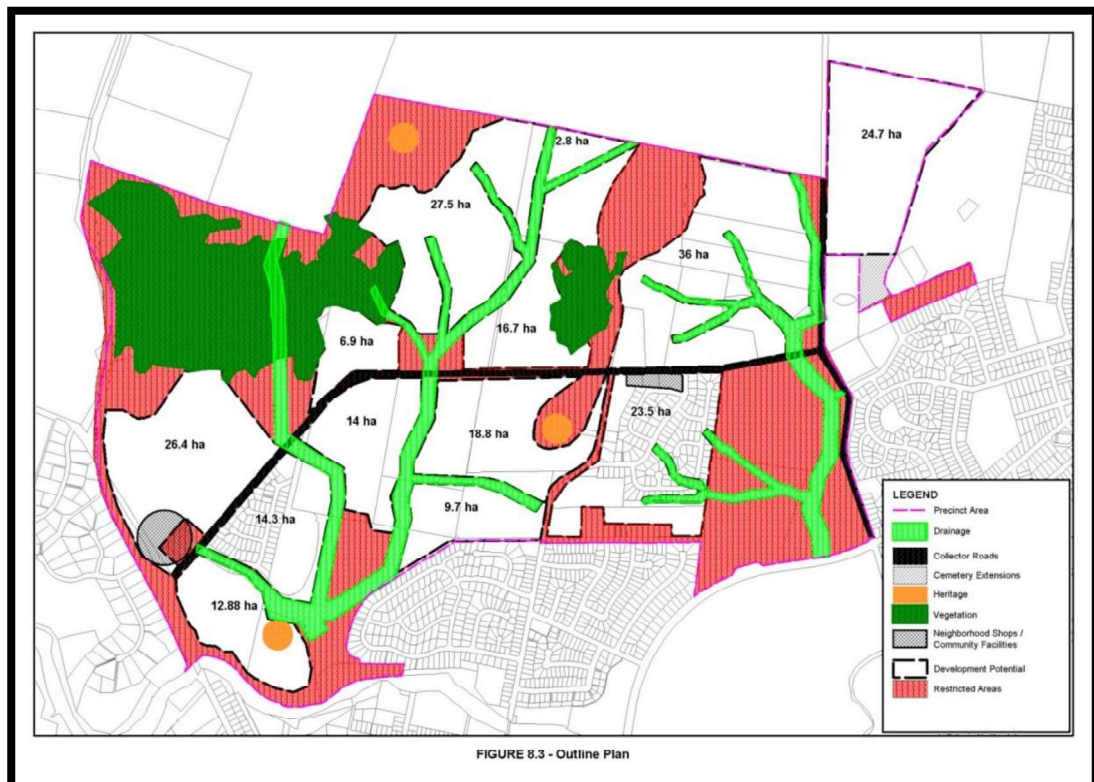 24.7 ha
2.8 ha
27.5 ha
36 ha
16.7 ha
6.9 ha
23.5 ha
26.4 ha
14 ha
18.8 ha
9.7 ha
14.3 ha
12.88 ha
LEGEND
Precinct Area
Drainage
Collector Roads
Cemetery Extensions
Heritage
Vegetation
Neighborhood Shops /
Community Facilities
Development Potential
Restricted Areas
FIGURE 8.3 - Outline Plan